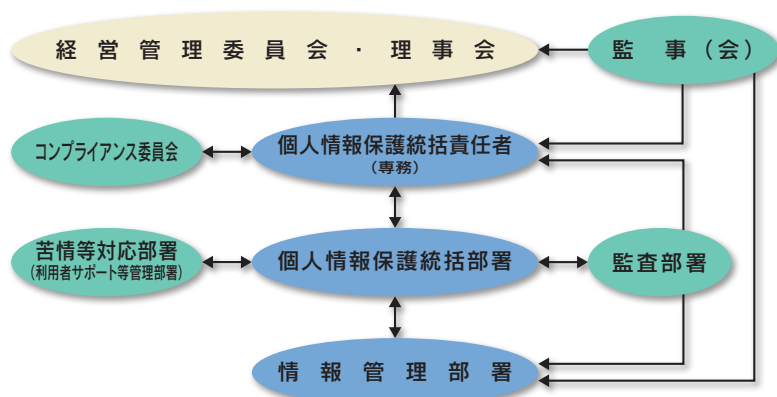 経営管理委員会・理事会
監事(会)
コンプライアンス委員会
個人情報保護統括責任者
(専務)
苦情等対応部署
(利用者サポート等管理部署)
個人情報保護統括部署
監査部署
情報管理部署